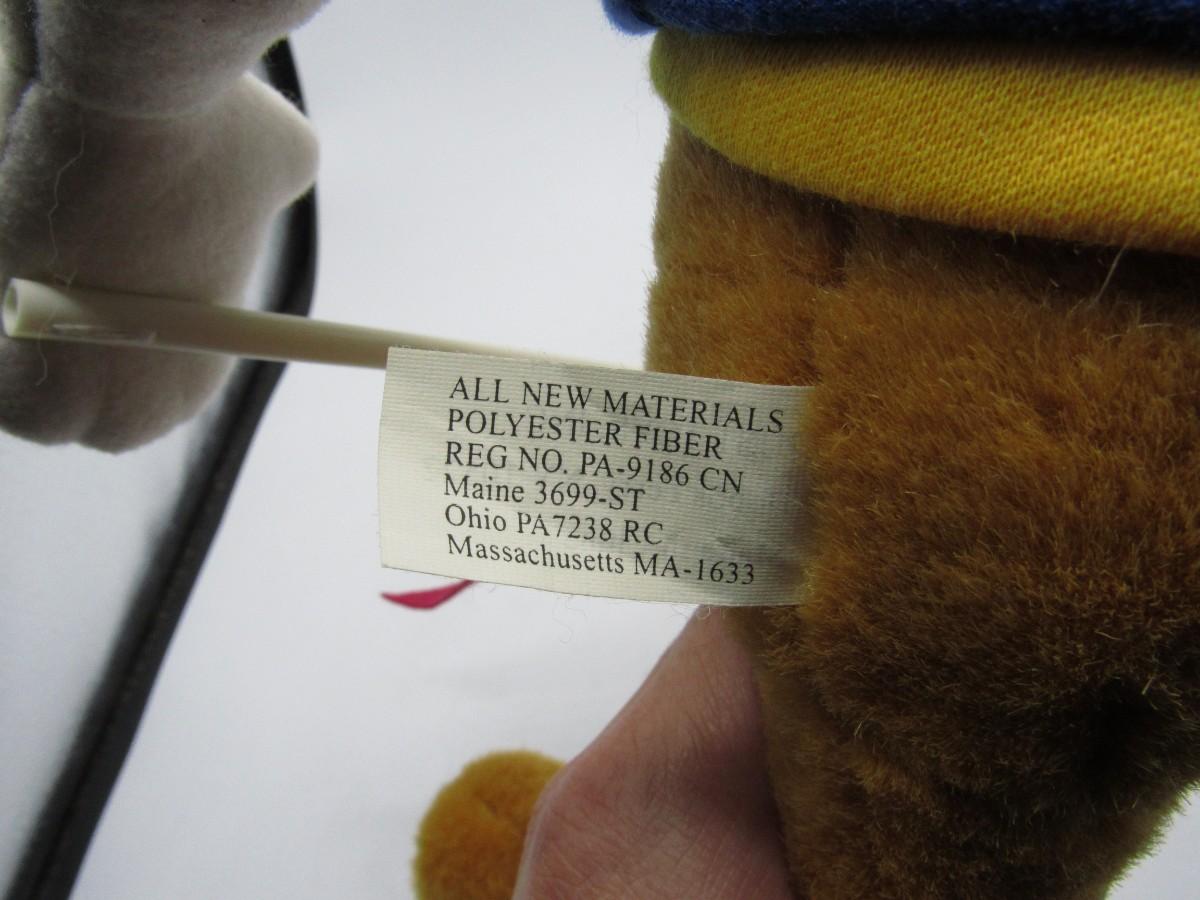 ALL NEW MATERIALS
POLYESTER FIBER
REG NO. PA-9186 CN
Maine 3699-ST
Ohio PA7238 RC
Massachusetts MA-1633